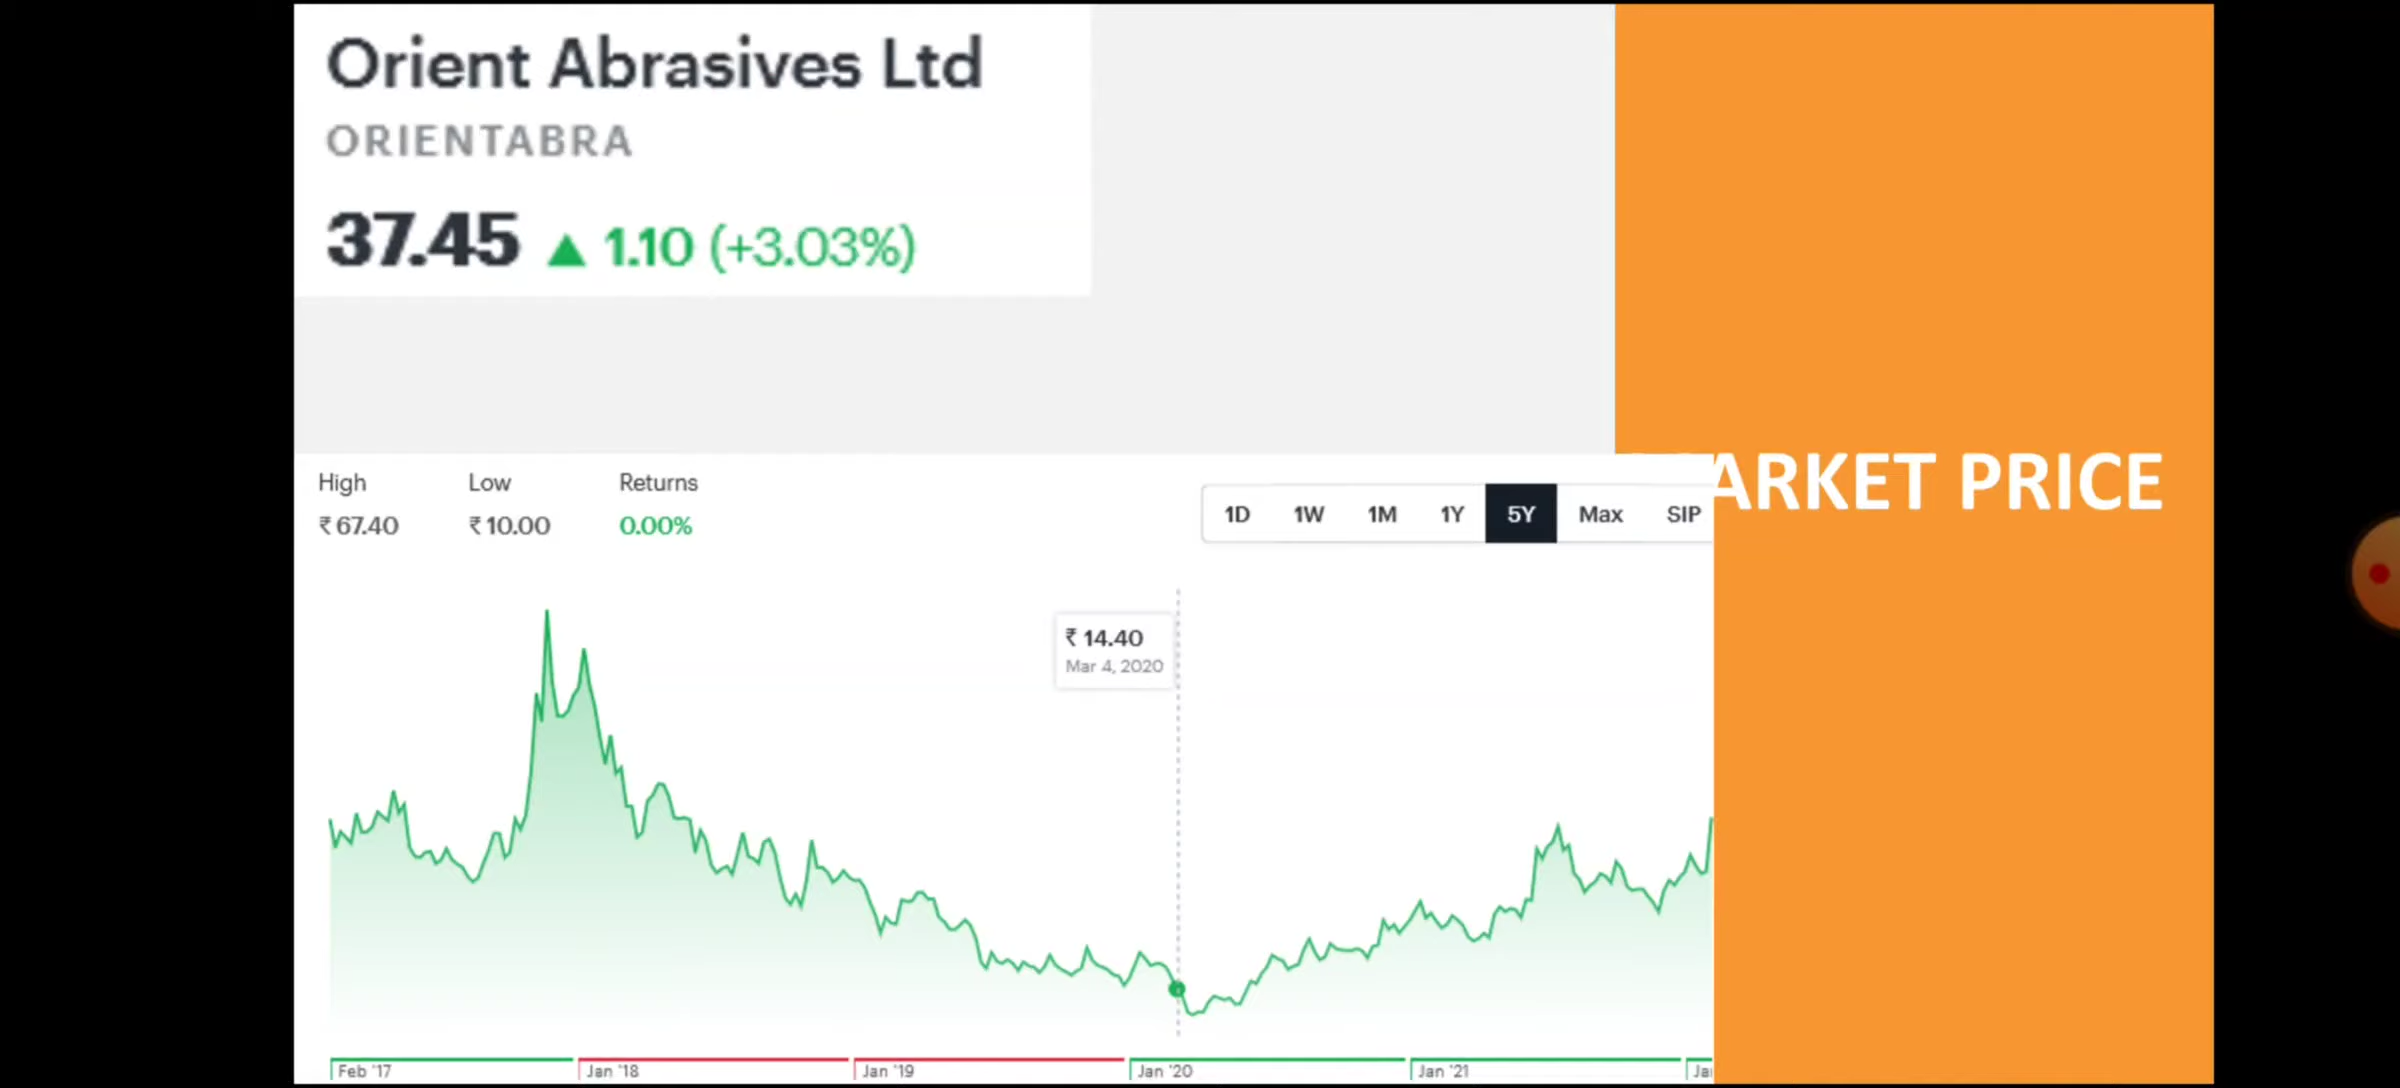 Orient Abrasives Ltd
ORIENTABRA
37.45 ▲ 1.10 (+3.03%)
ARKET PRICE
High Low Returns
₹67.40 ₹10.00 0.00%
1D 1W 1M 1Y 5Y Max SIP
₹ 14.40
Mar 4, 2020
Feb '17 Jan '18 Jan '19 Jan '20 Jan '21 Ja